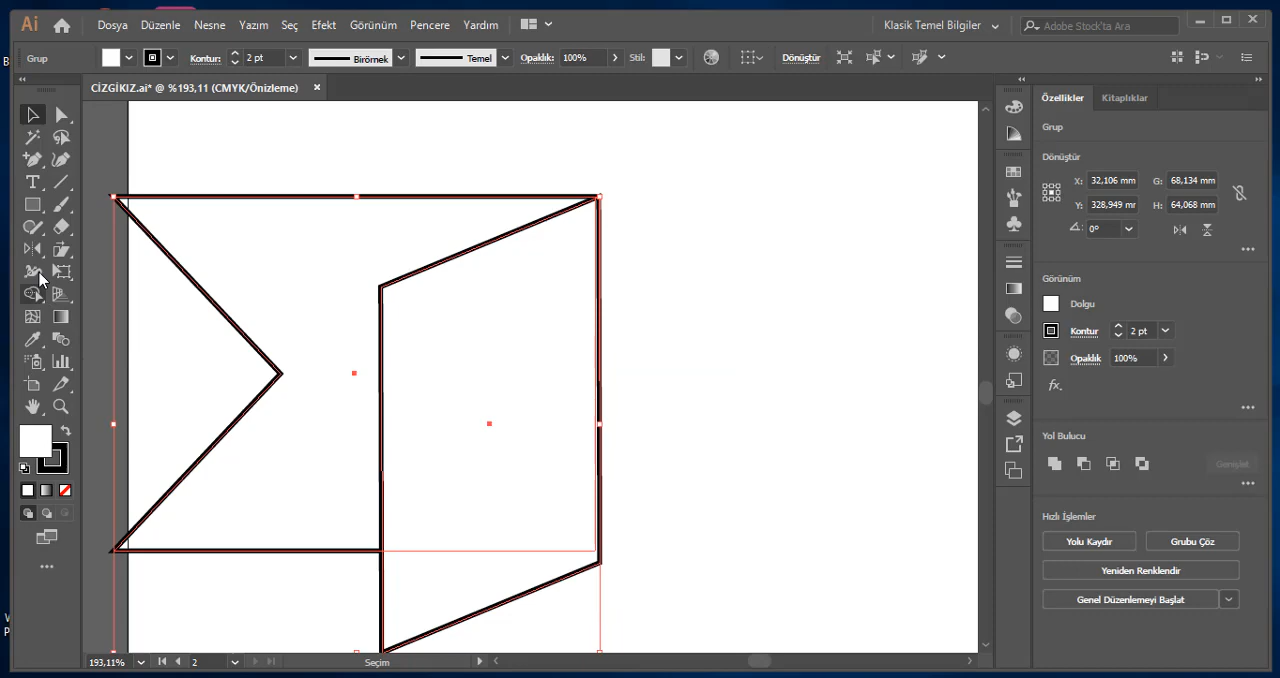 Ai Dosya Düzenle Nesne Yazım Seç Efekt Görünüm Pencere Yardım Klasik Temel Bilgiler Adobe Stock'ta Ara
Grup Kontur: 2 pt Birörnek Temel Opaklık: 100% Stil: Dönüştür
CİZGİKIZ.ai* @ %193,11 (CMYK/Önizleme)
Özellikler Kitaplıklar
Grup
Dönüştür
X: 32,106 mm G: 68,134 mm
Y: 328,949 mr H: 64,068 mm
0°
Görünüm
Dolgu
Kontur 2 pt
Opaklık 100%
fx.
Yol Bulucu
Genişlet
Hızlı İşlemler
Yolu Kaydır Grubu Çöz
Yeniden Renklendir
Genel Düzenlemeyi Başlat
193,11% 2 Seçim